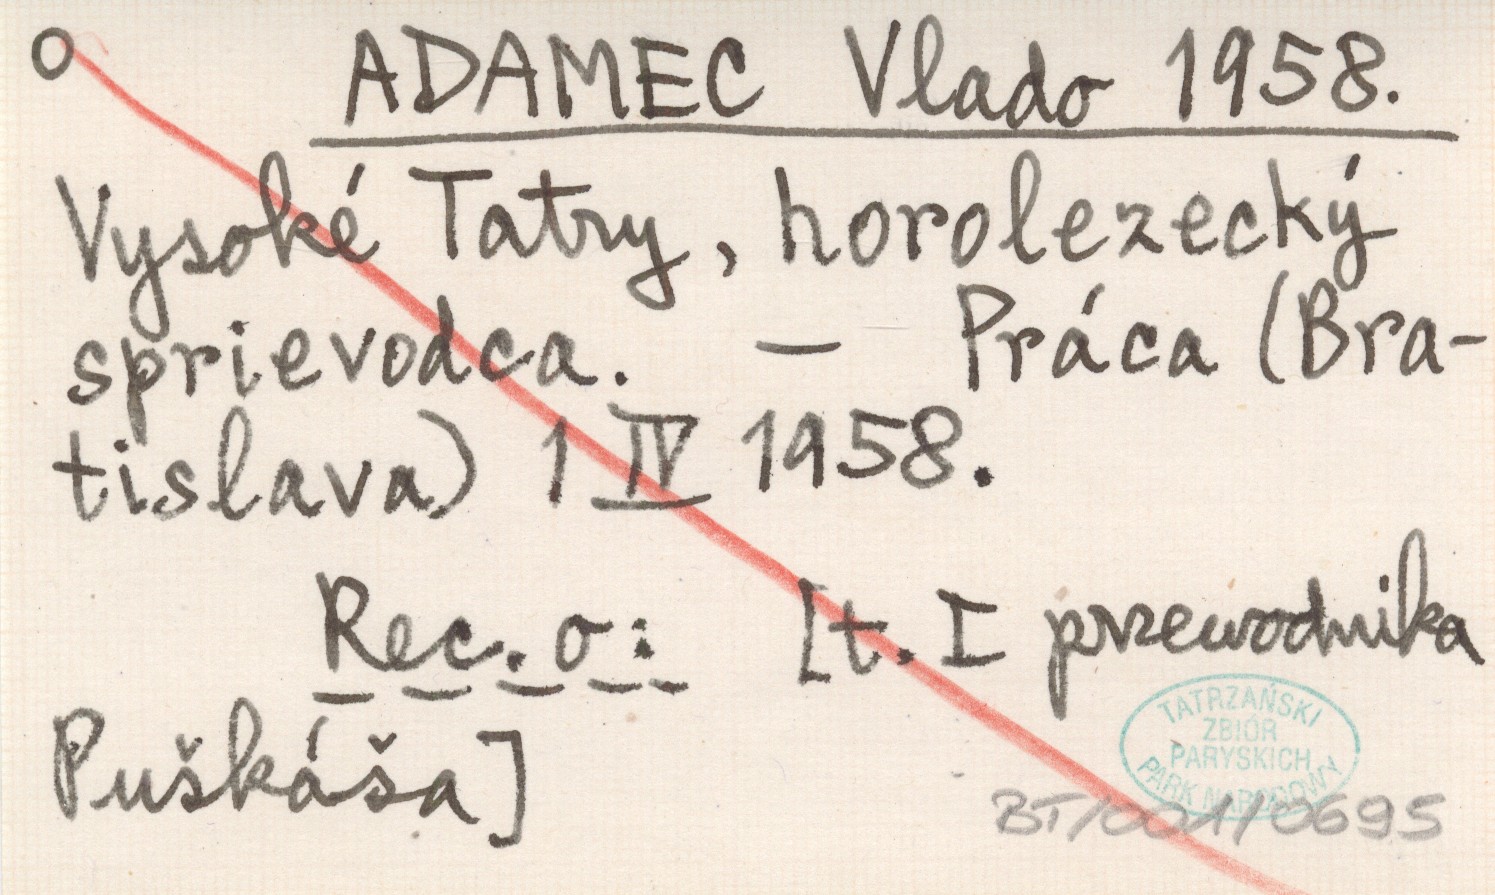 O ADAMEC Vlado 1958.
Vysoké Tatry, horolezecký
sprievodca. — Práca (Bra-
tislava) 1 IV 1958.
Rec. o: [t. I przewodnika
Puškáša]
TATRZAŃSKI
ZBIÓR
PARYSKICH
PARK NARODOWY
BT/001/0695